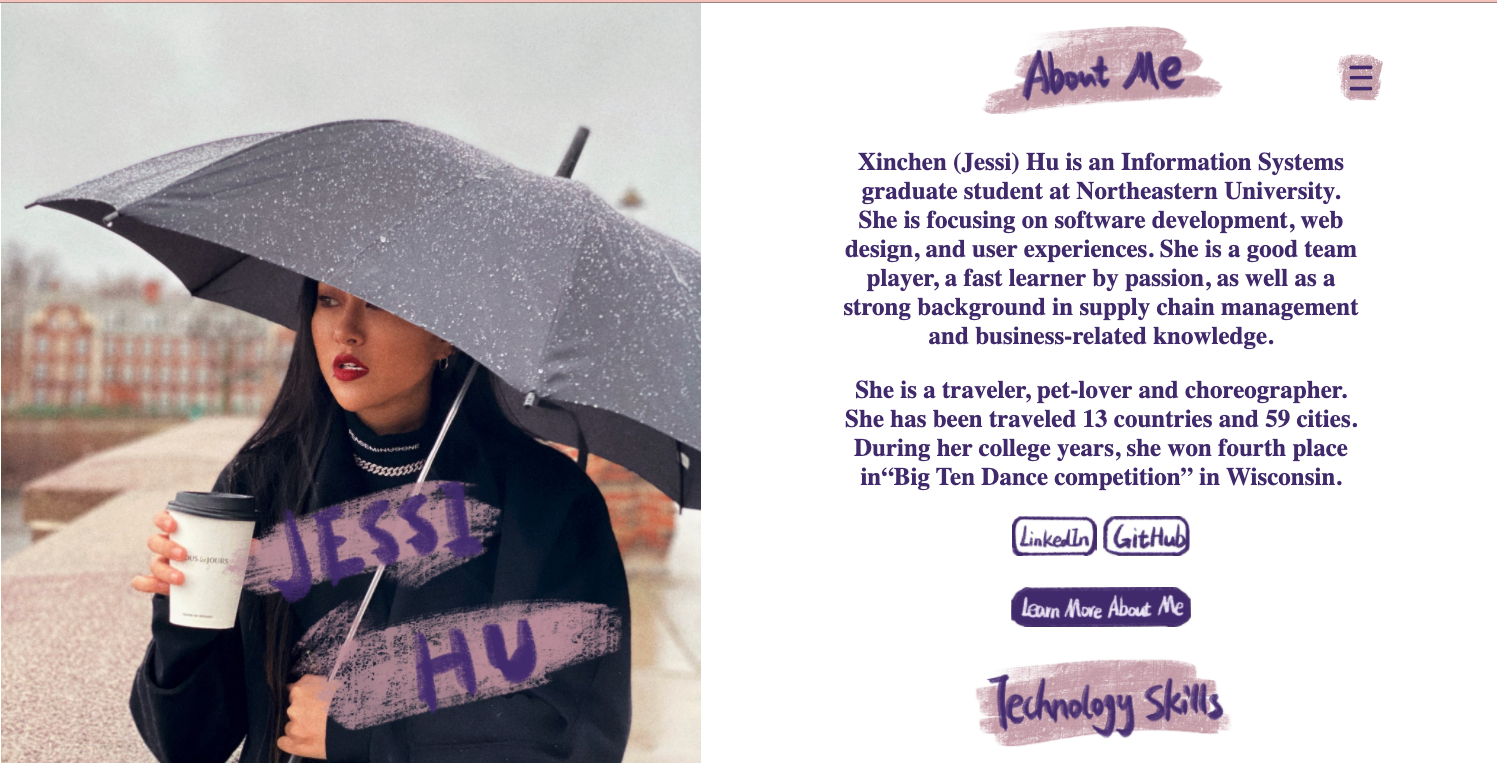 JESSI
HU
About Me
Xinchen (Jessi) Hu is an Information Systems
graduate student at Northeastern University.
She is focusing on software development, web
design, and user experiences. She is a good team
player, a fast learner by passion, as well as a
strong background in supply chain management
and business-related knowledge.
She is a traveler, pet-lover and choreographer.
She has been traveled 13 countries and 59 cities.
During her college years, she won fourth place
in“Big Ten Dance competition” in Wisconsin.
LinkedIn GitHub
Learn More About Me
Technology Skills